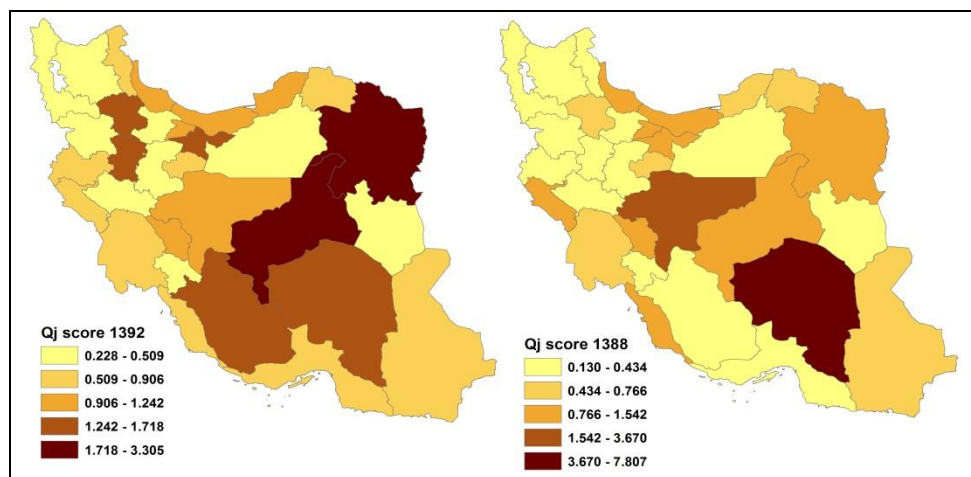 Qj score 1392
0.228 - 0.509
0.509 - 0.906
0.906 - 1.242
1.242 - 1.718
1.718 - 3.305
Qj score 1388
0.130 - 0.434
0.434 - 0.766
0.766 - 1.542
1.542 - 3.670
3.670 - 7.807